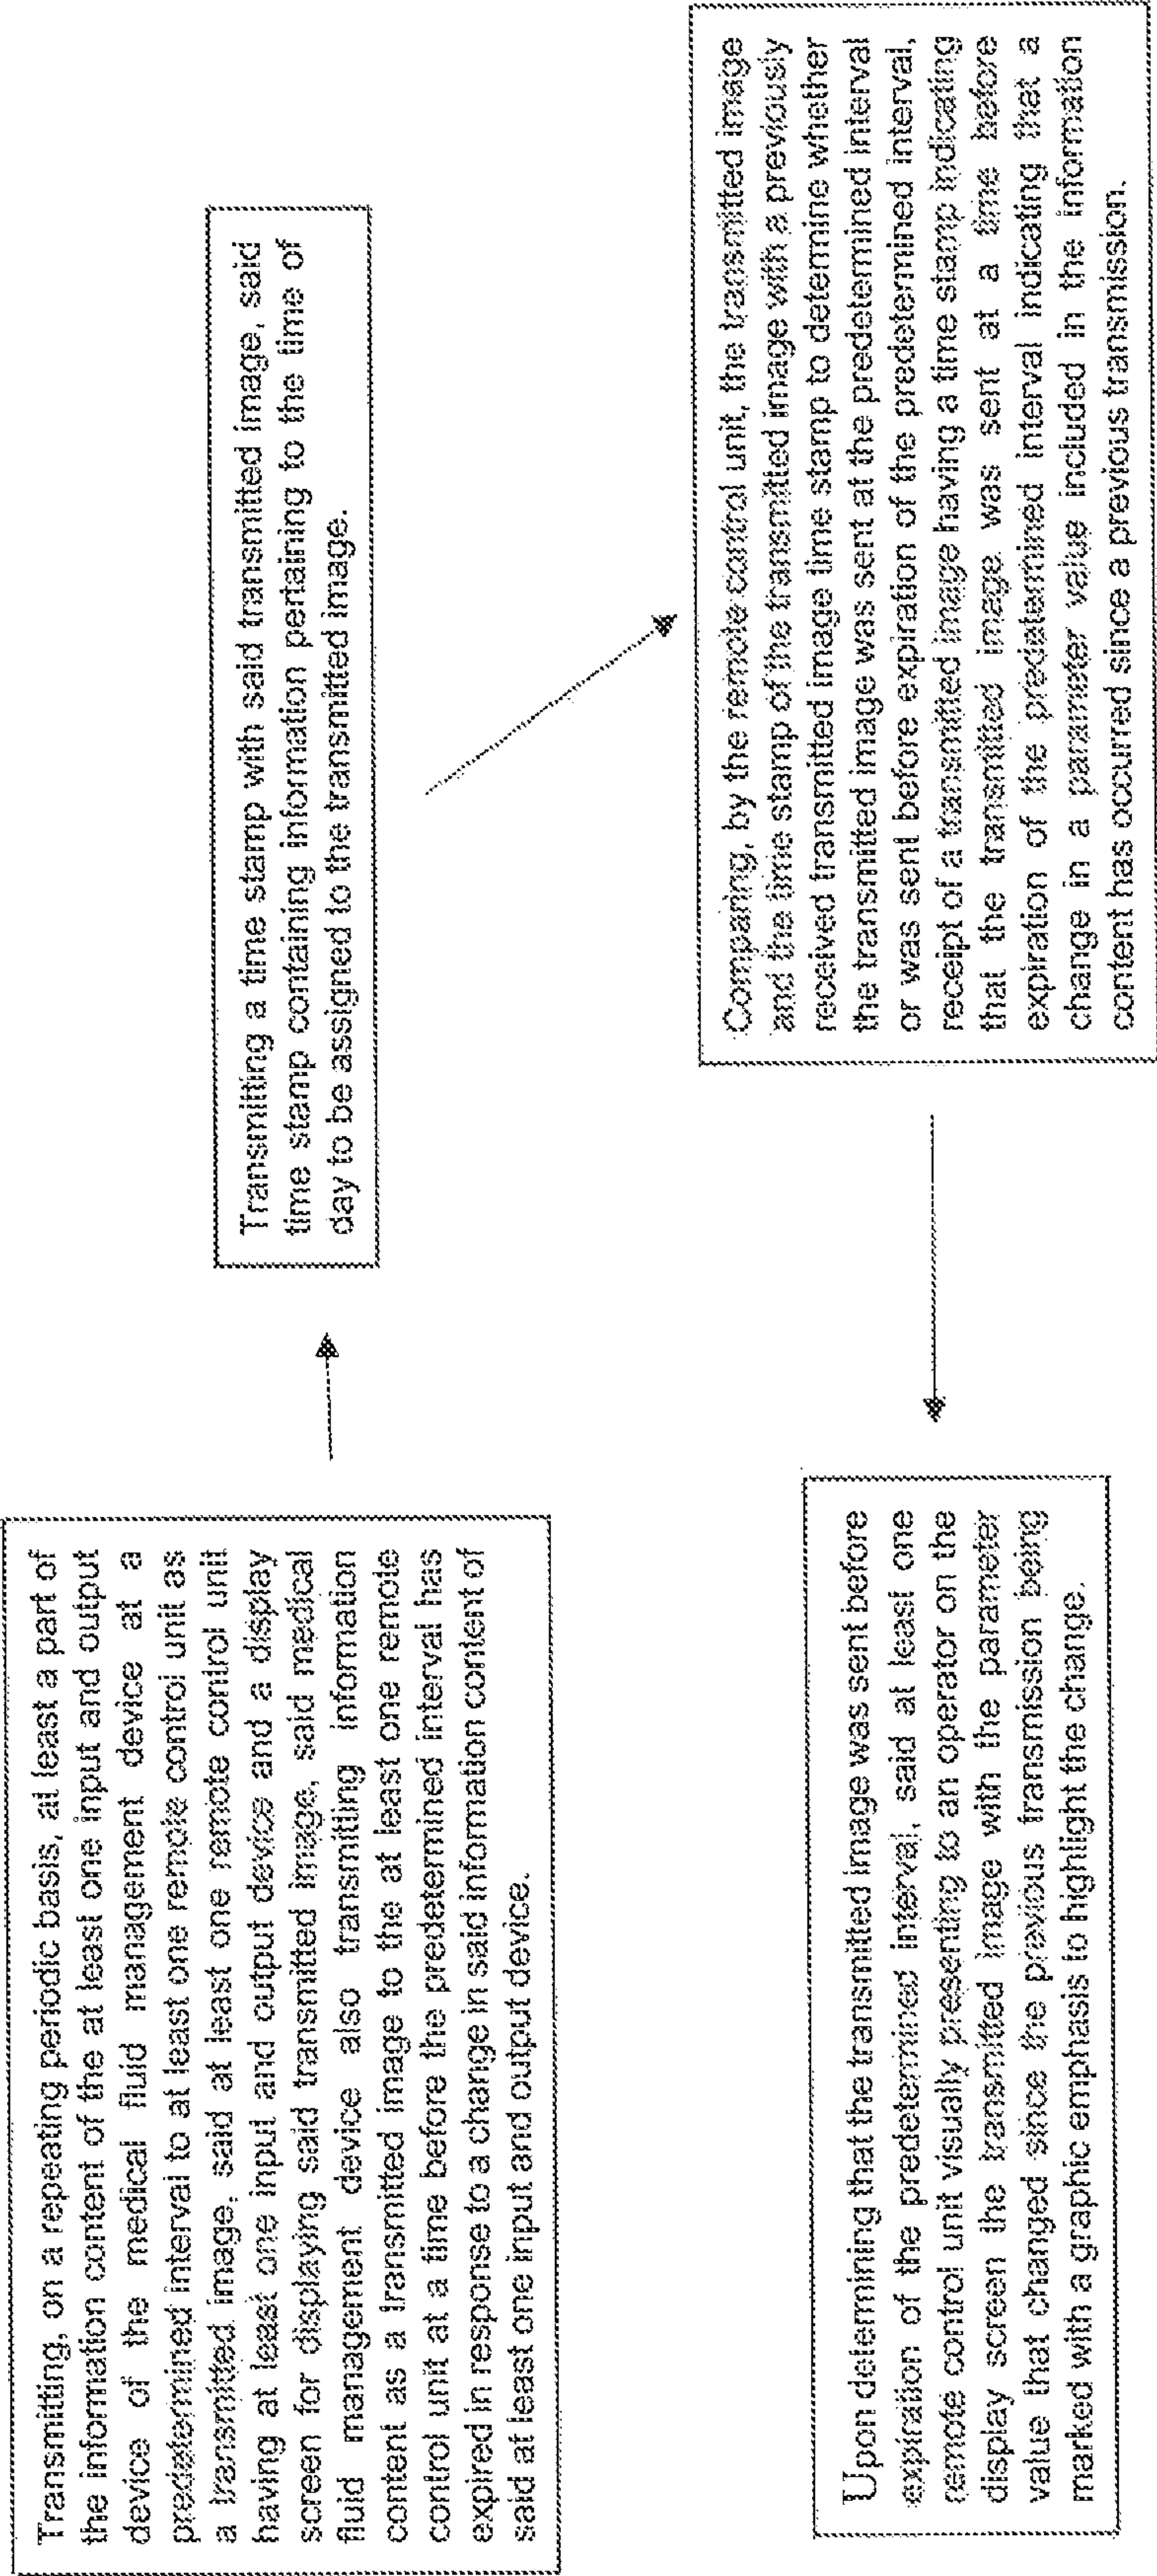 Transmitting, on a repeating periodic basis, at least a part of
the information content of the at least one input and output
device of the medical fluid management device at a
predetermined interval to at least one remote control unit as
a transmitted image, said at least one remote control unit
having at least one input and output device and a display
screen for displaying said transmitted image, said medical
fluid management device also transmitting information
content as a transmitted image to the at least one remote
control unit at a time before the predetermined interval has
expired in response to a change in said information content of
said at least one input and output device.
Transmitting a time stamp with said transmitted image, said
time stamp containing information pertaining to the time of
day to be assigned to the transmitted image.
Comparing, by the remote control unit, the transmitted image
and the time stamp of the transmitted image with a previously
received transmitted image time stamp to determine whether
the transmitted image was sent at the predetermined interval
or was sent before expiration of the predetermined interval,
receipt of a transmitted image having a time stamp indicating
that the transmitted image was sent at a time before
expiration of the predetermined interval indicating that a
change in a parameter value included in the information
content has occurred since a previous transmission.
Upon determining that the transmitted image was sent before
expiration of the predetermined interval, said at least one
remote control unit visually presenting to an operator on the
display screen the transmitted image with the parameter
value that changed since the previous transmission being
marked with a graphic emphasis to highlight the change.